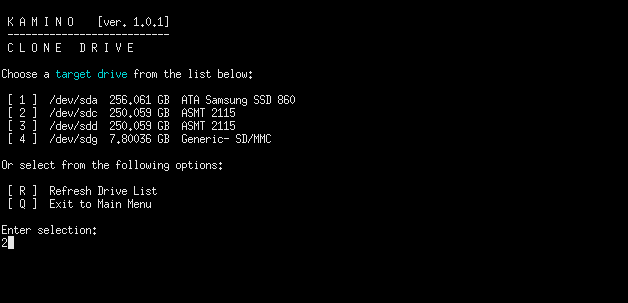 K A M I N O [ver. 1.0.1]
---------------------------
C L O N E D R I V E
Choose a target drive from the list below:
[ 1 ] /dev/sda 256.061 GB ATA Samsung SSD 860
[ 2 ] /dev/sdc 250.059 GB ASMT 2115
[ 3 ] /dev/sdd 250.059 GB ASMT 2115
[ 4 ] /dev/sdg 7.80036 GB Generic- SD/MMC
Or select from the following options:
[ R ] Refresh Drive List
[ Q ] Exit to Main Menu
Enter selection:
2